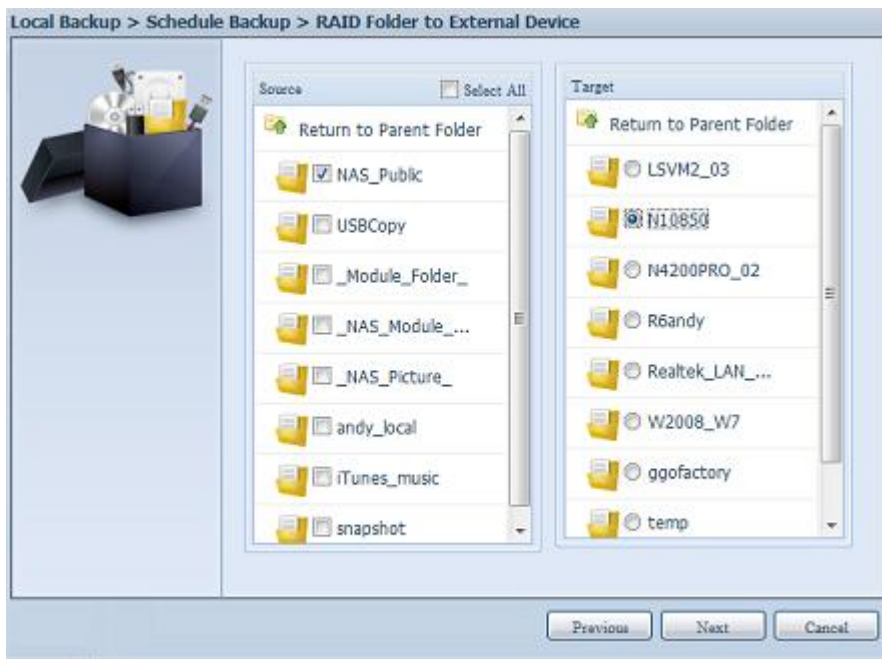 Local Backup > Schedule Backup > RAID Folder to External Device
Source
Select All
Return to Parent Folder
NAS_Public
USBCopy
_Module_Folder_
_NAS_Module_...
_NAS_Picture_
andy_local
iTunes_music
snapshot
Target
Return to Parent Folder
LSVM2_03
N10850
N4200PRO_02
R6andy
Realtek_LAN_...
W2008_W7
ggofactory
temp
Previous
Next
Cancel